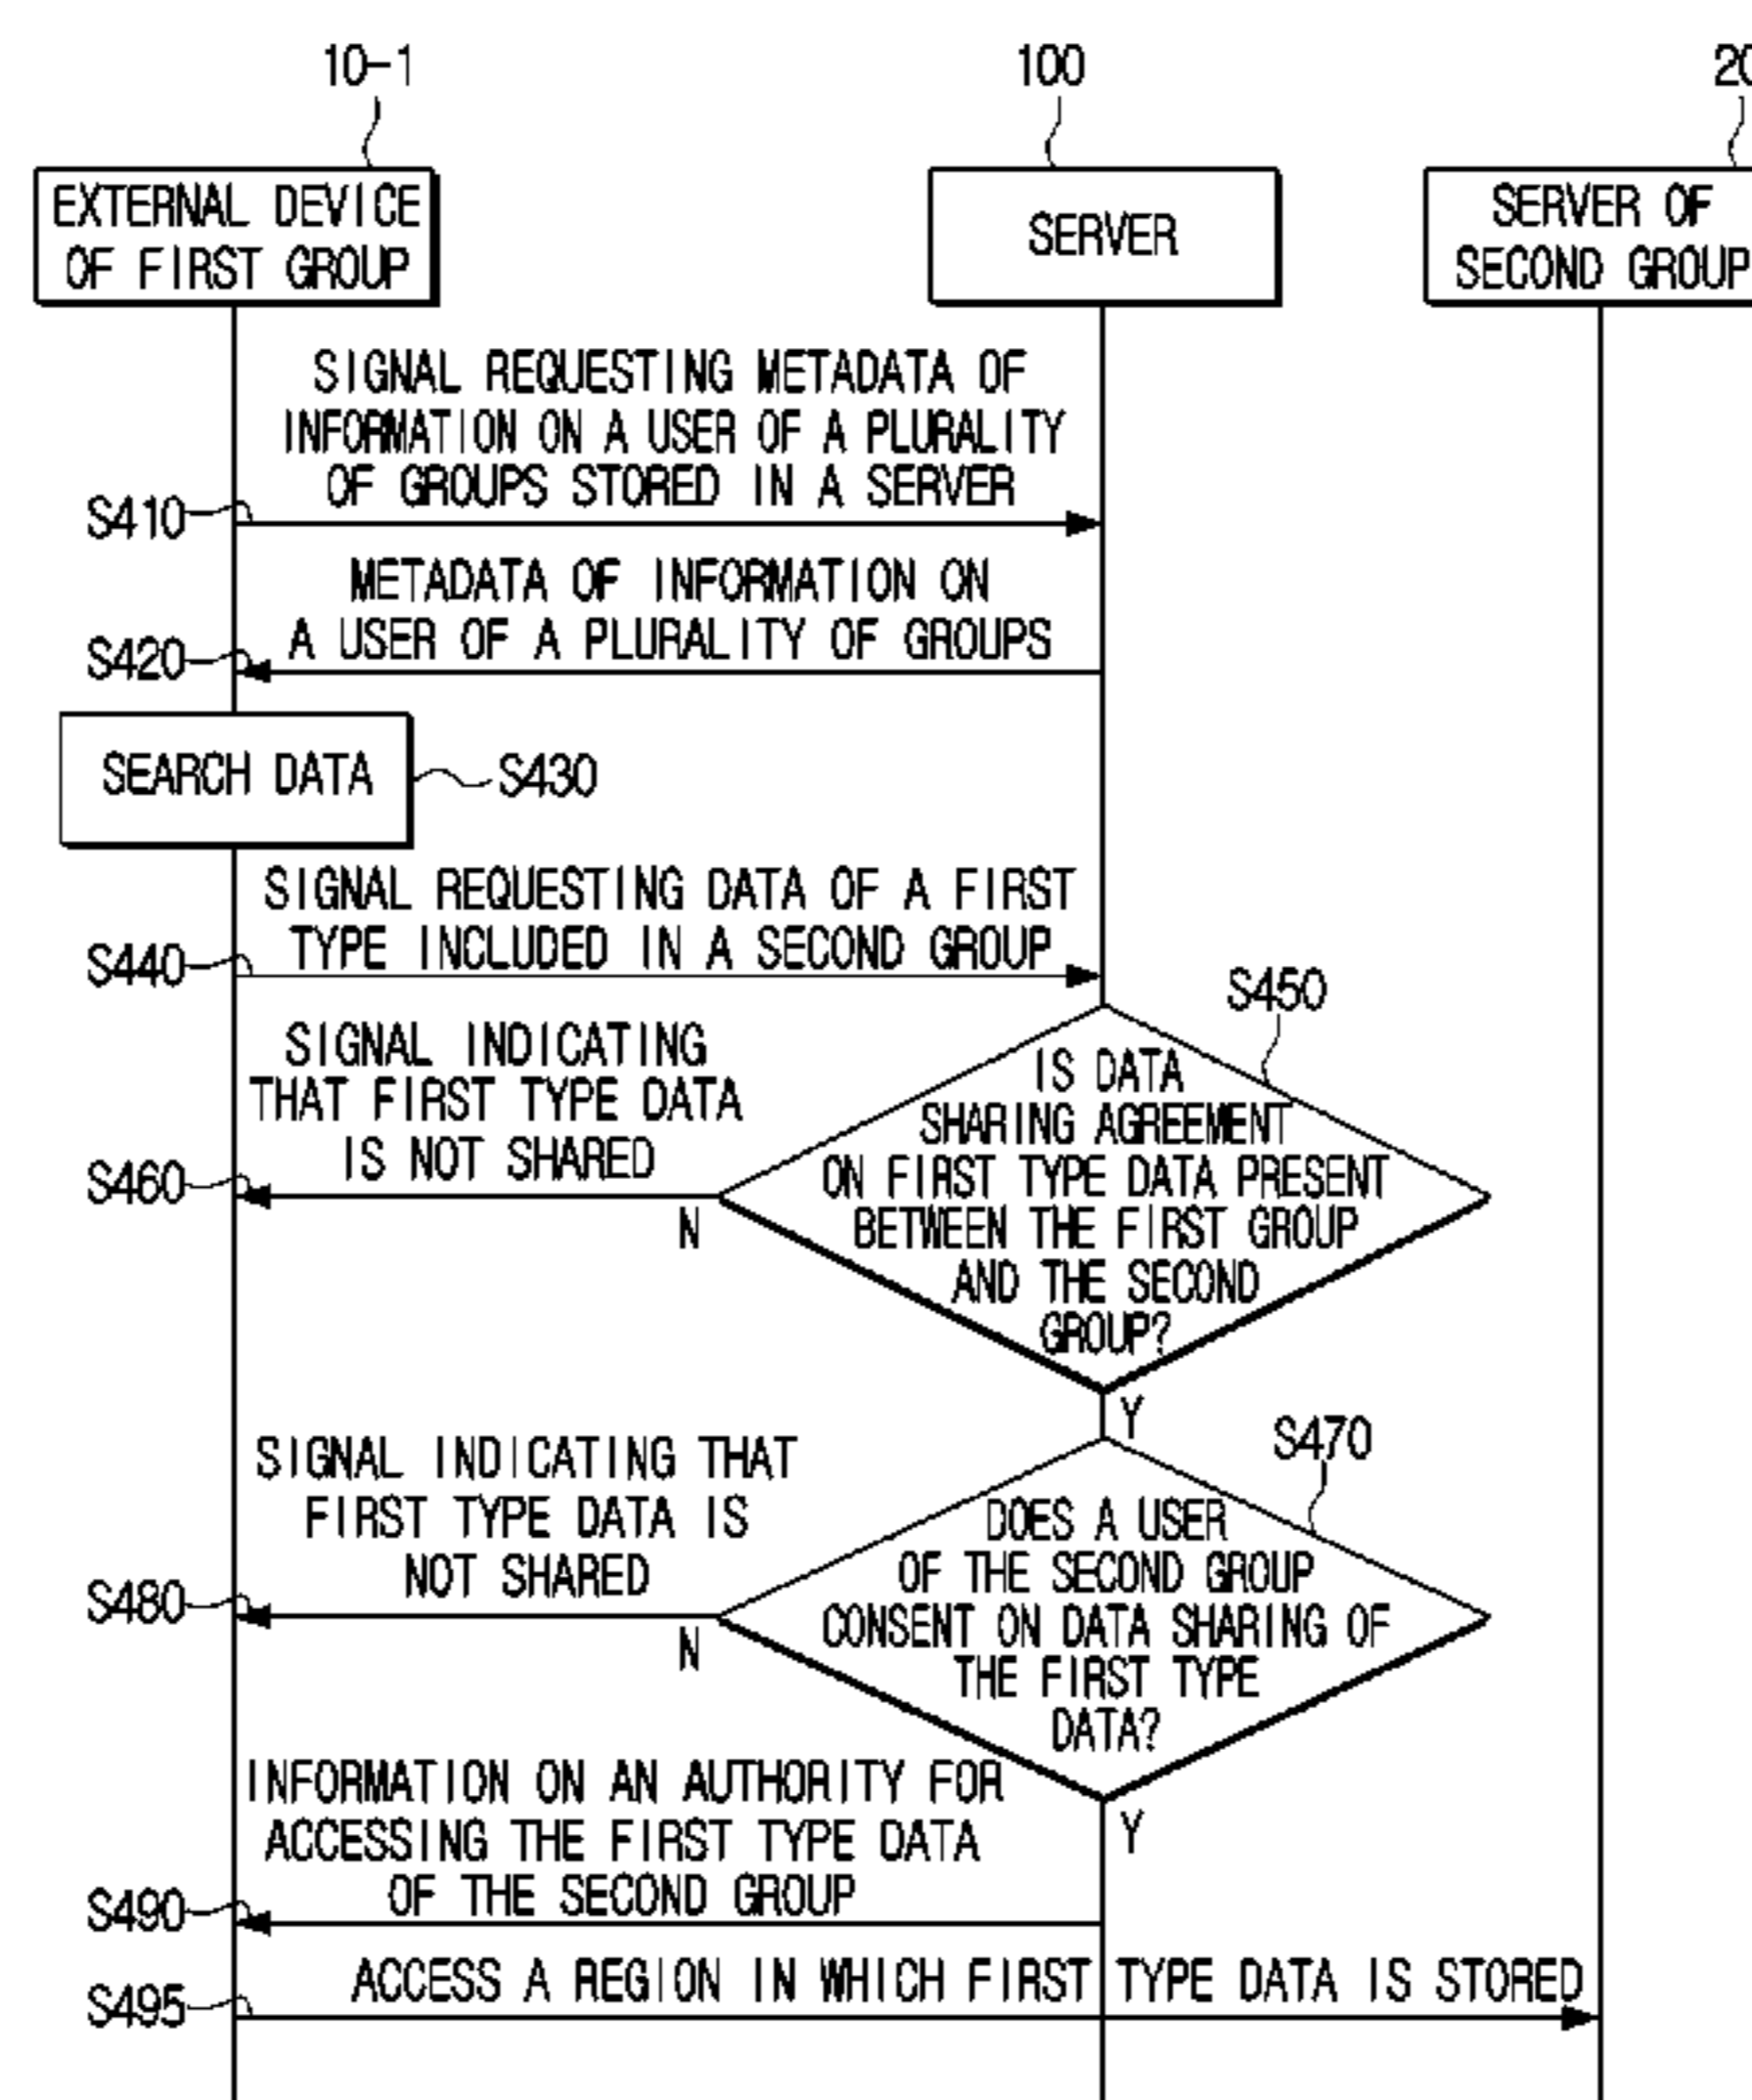 10-1
100
20
EXTERNAL DEVICE
OF FIRST GROUP
SERVER
SERVER OF
SECOND GROUP
SIGNAL REQUESTING METADATA OF
INFORMATION ON A USER OF A PLURALITY
OF GROUPS STORED IN A SERVER
S410
METADATA OF INFORMATION ON
A USER OF A PLURALITY OF GROUPS
S420
SEARCH DATA
S430
SIGNAL REQUESTING DATA OF A FIRST
TYPE INCLUDED IN A SECOND GROUP
S440
S450
IS DATA
SHARING AGREEMENT
ON FIRST TYPE DATA PRESENT
BETWEEN THE FIRST GROUP
AND THE SECOND
GROUP?
SIGNAL INDICATING
THAT FIRST TYPE DATA
IS NOT SHARED
S460
N
Y
S470
DOES A USER
OF THE SECOND GROUP
CONSENT ON DATA SHARING OF
THE FIRST TYPE
DATA?
SIGNAL INDICATING THAT
FIRST TYPE DATA IS
NOT SHARED
S480
N
Y
INFORMATION ON AN AUTHORITY FOR
ACCESSING THE FIRST TYPE DATA
OF THE SECOND GROUP
S490
ACCESS A REGION IN WHICH FIRST TYPE DATA IS STORED
S495